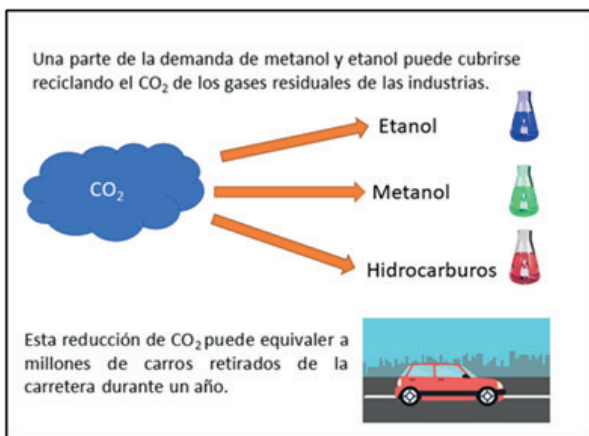 Una parte de la demanda de metanol y etanol puede cubrirse
reciclando el CO₂ de los gases residuales de las industrias.
Etanol
CO₂
Metanol
Hidrocarburos
Esta reducción de CO₂ puede equivaler a
millones de carros retirados de la
carretera durante un año.